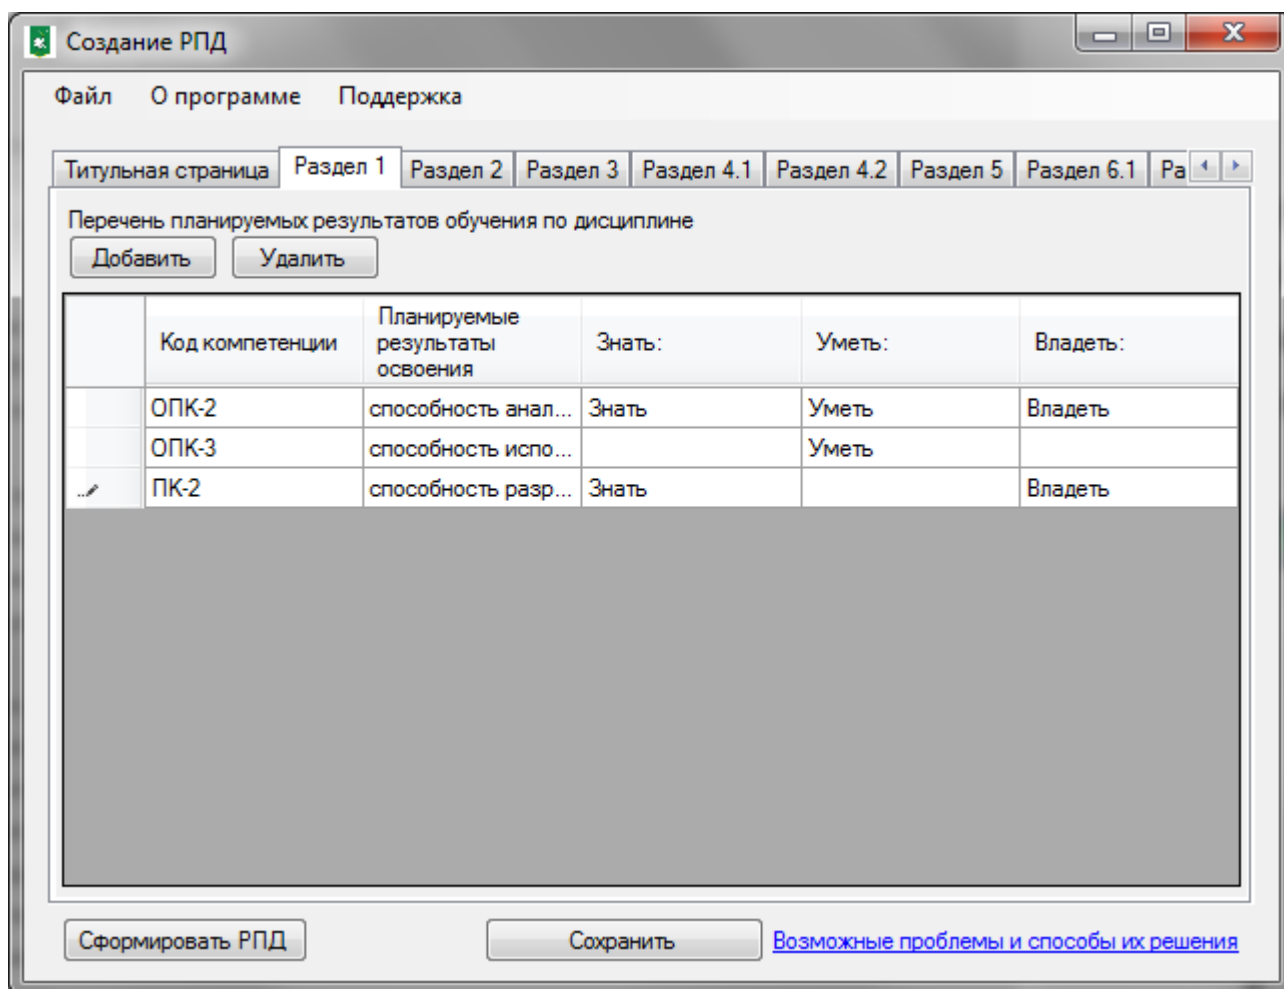 Создание РПД
Файл О программе Поддержка
Титульная страница Раздел 1 Раздел 2 Раздел 3 Раздел 4.1 Раздел 4.2 Раздел 5 Раздел 6.1 Ра
Перечень планируемых результатов обучения по дисциплине
Добавить Удалить
Код компетенции Планируемые результаты освоения Знать: Уметь: Владеть:
ОПК-2 способность анал... Знать Уметь Владеть
ОПК-3 способность испо... Уметь
ПК-2 способность разр... Знать Владеть
Сформировать РПД Сохранить Возможные проблемы и способы их решения